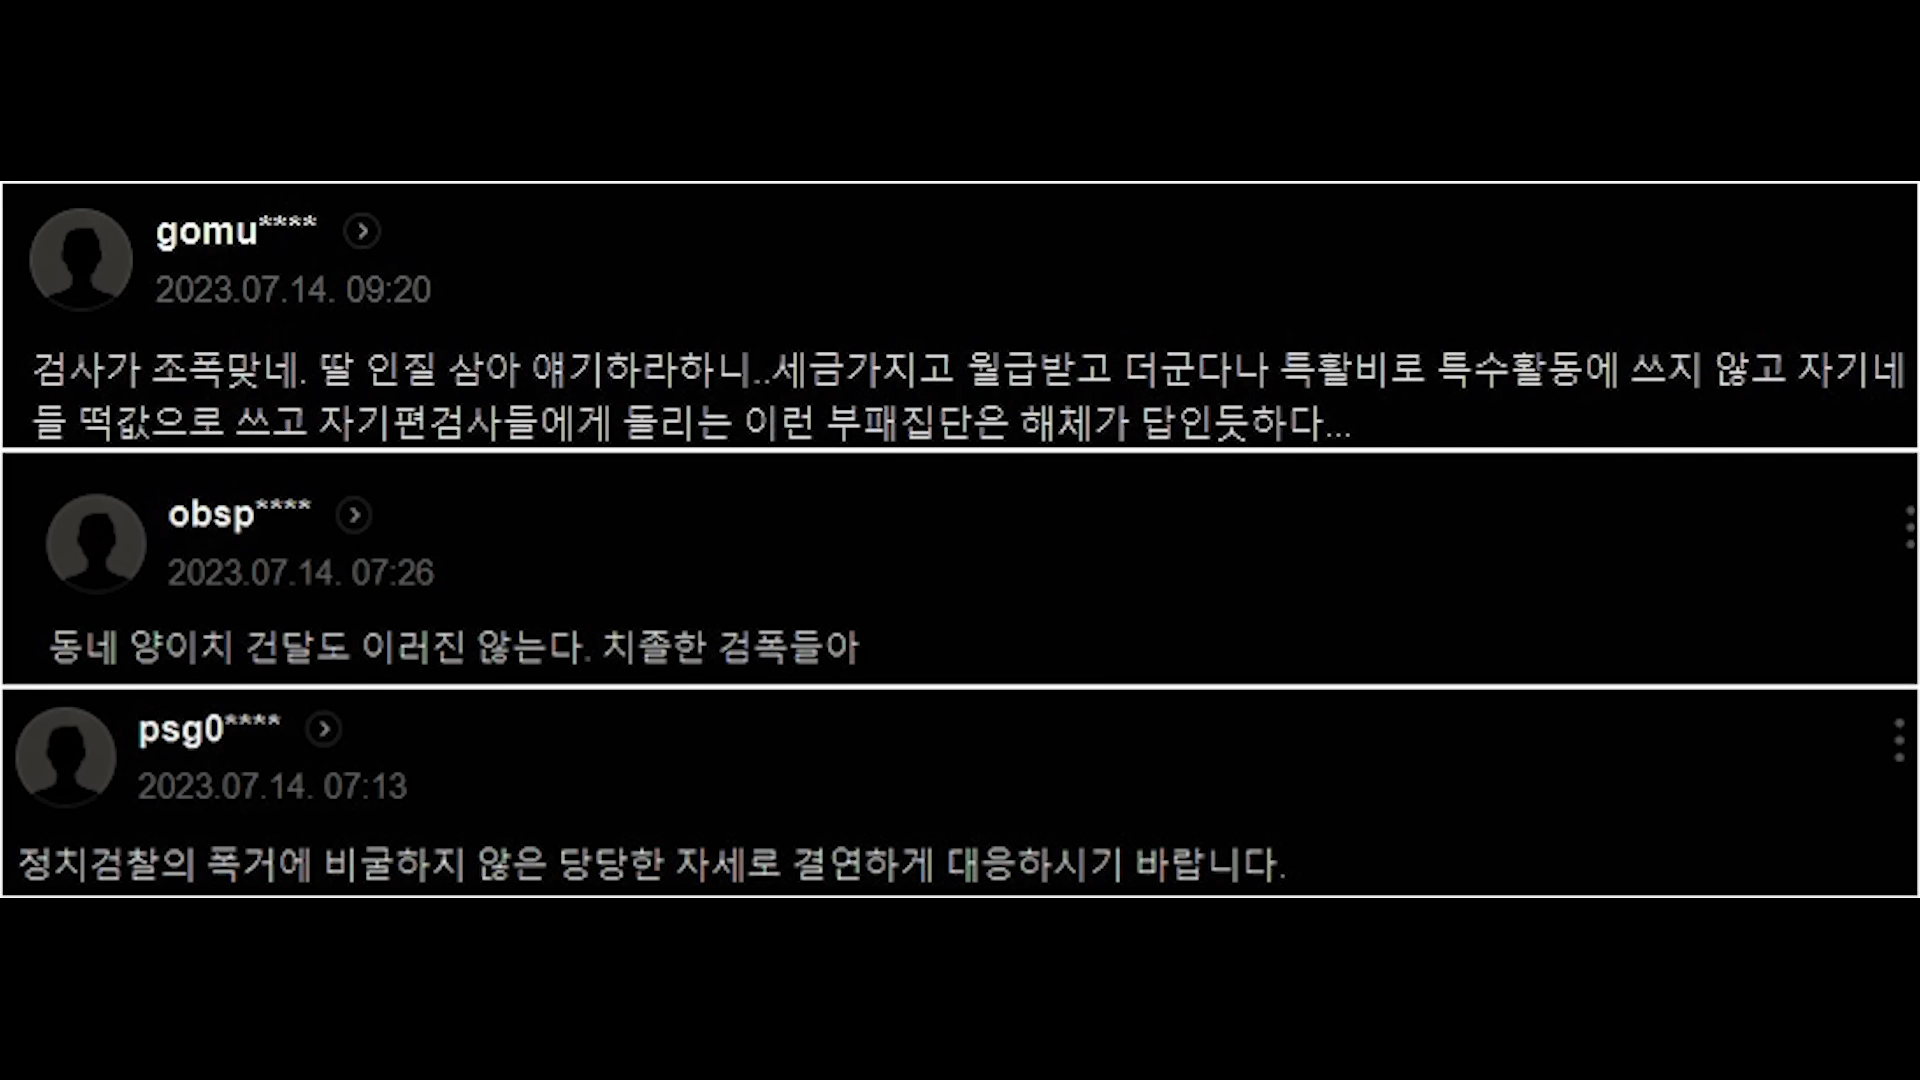 gomu****
2023.07.14. 09:20
검사가 조폭맞네. 딸 인질 삼아 얘기하라하니..세금가지고 월급받고 더군다나 특활비로 특수활동에 쓰지 않고 자기네
들 떡값으로 쓰고 자기편검사들에게 돌리는 이런 부패집단은 해체가 답인듯하다...
obsp****
2023.07.14. 07:26
동네 양이치 건달도 이러진 않는다. 치졸한 검폭들아
psg0****
2023.07.14. 07:13
정치검찰의 폭거에 비굴하지 않은 당당한 자세로 결연하게 대응하시기 바랍니다.